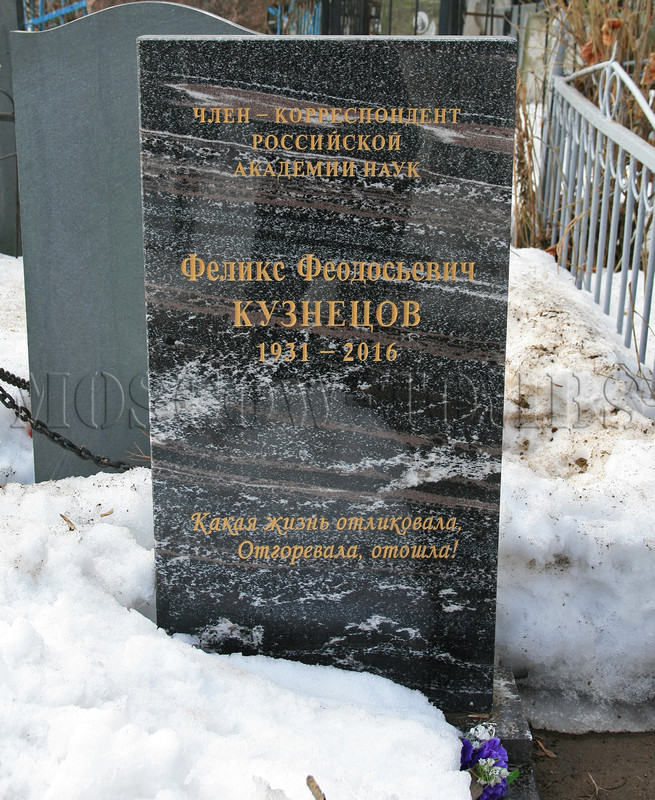 ЧЛЕН – КОРРЕСПОНДЕНТ
РОССИЙСКОЙ
АКАДЕМИИ НАУК
Феликс Феодосьевич
КУЗНЕЦОВ
1931 – 2016
Какая жизнь отликовала,
Отгоревала, отошла!